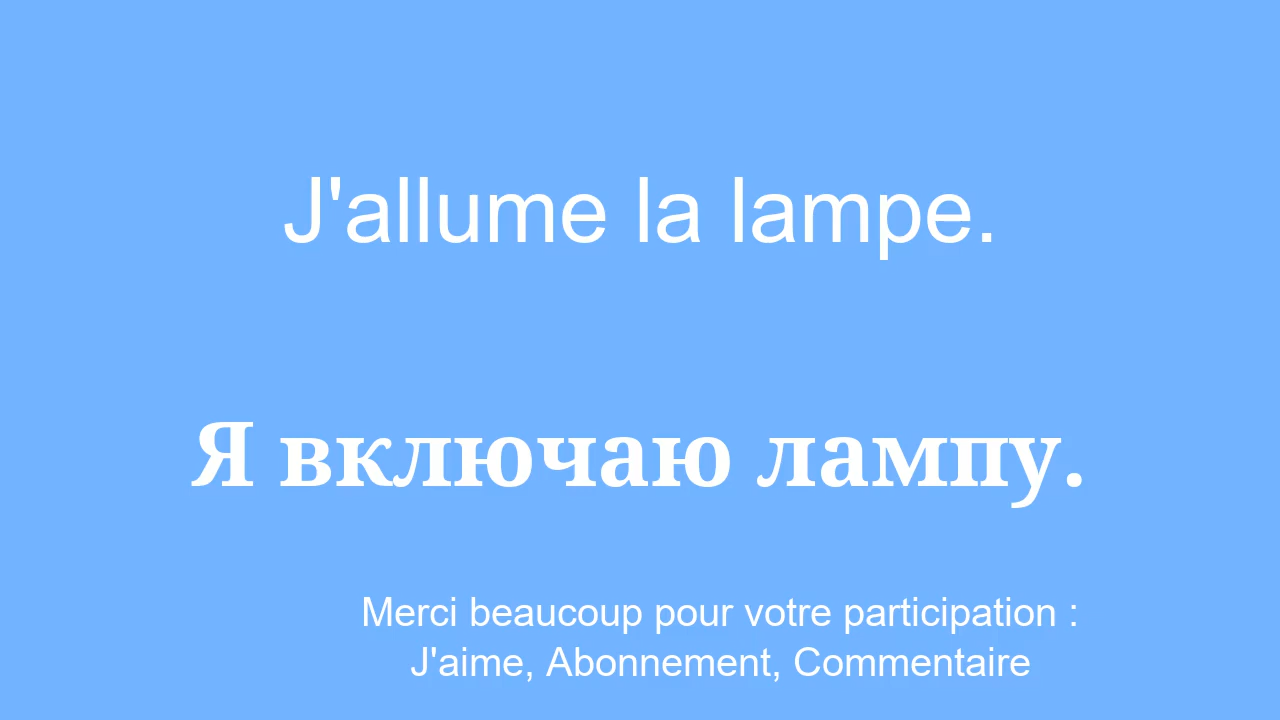 J'allume la lampe.
Я включаю лампу.
Merci beaucoup pour votre participation :
J'aime, Abonnement, Commentaire